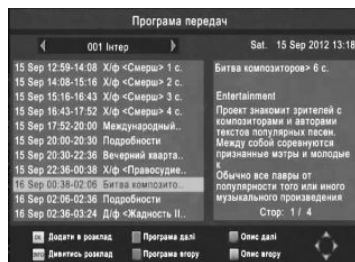 Програма передач
001 Інтер
Sat. 15 Sep 2012 13:18
15 Sep 12:59-14:08 Х/ф <Смерш> 1 с.
15 Sep 14:08-15:16 Х/ф <Смерш> 2 с.
15 Sep 15:16-16:43 Х/ф <Смерш> 3 с.
15 Sep 16:43-17:52 Х/ф <Смерш> 4 с.
15 Sep 17:52-20:00 Международный..
15 Sep 20:00-20:30 Подробности
15 Sep 20:30-22:36 Вечерний кварта..
15 Sep 22:36-00:38 Х/ф <Правосудие..
16 Sep 00:38-02:06 Битва композито..
16 Sep 02:06-02:36 Подробности
16 Sep 02:36-03:24 Д/ф <Жадность II..
Битва композиторов> 6 с.
Entertainment
Проект знакомит зрителей с
композиторами и авторами
текстов популярных песен.
Между собой соревнуются
признанные мэтры и молодые
к
Обычно все лавры от
популярности того или иного
музыкального произведения
Стор: 1 / 4
OK Додати в розклад
Програма далі
Опис далі
INFO Дивитись розклад
Програма вгору
Опис вгору